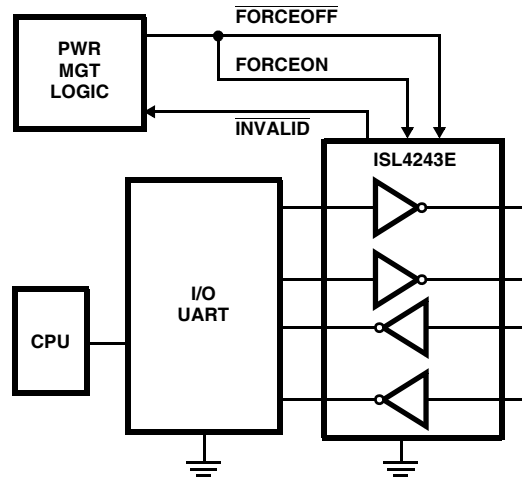 FORCEOFF
PWR
MGT
LOGIC
FORCEON
INVALID
ISL4243E
I/O
UART
CPU